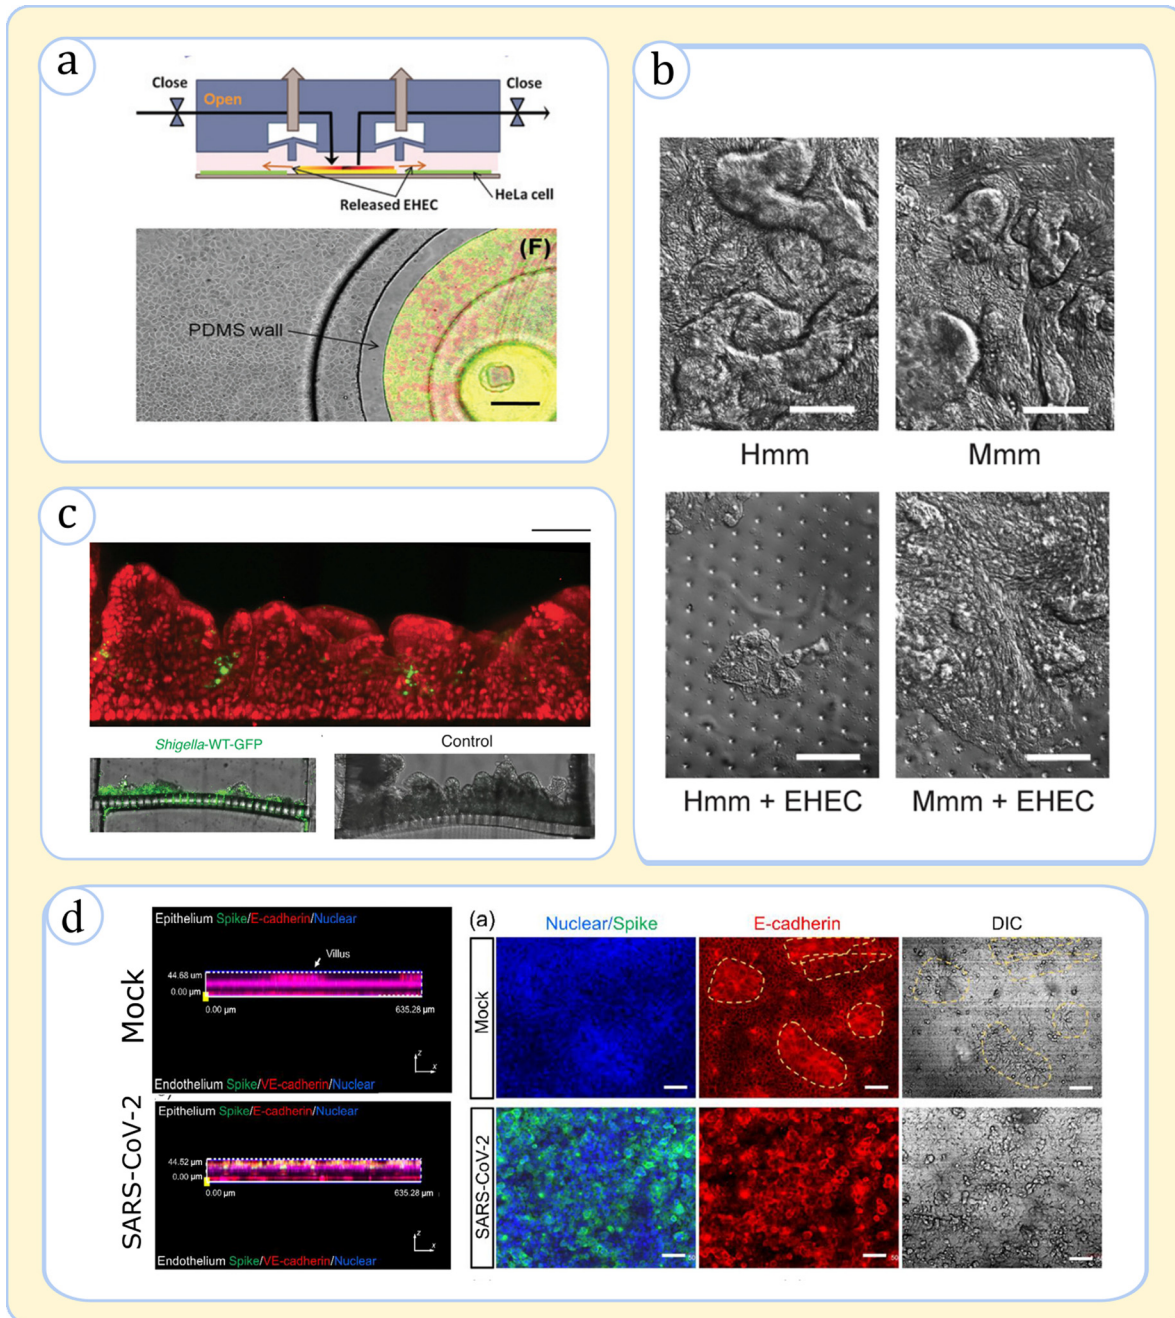 a
Close
Close
Open
HeLa cell
Released EHEC
(F)
PDMS wall
b
Hmm
Mmm
Hmm + EHEC
Mmm + EHEC
c
Shigella-WT-GFP
Control
d
Mock
Epithelium Spike/E-cadherin/Nuclear
Villus
44.68 um
0.00 µm
0.00 µm
635.28 µm
z
x
Endothelium Spike/VE-cadherin/Nuclear
SARS-CoV-2
Epithelium Spike/E-cadherin/Nuclear
44.52 um
0.00 µm
0.00 µm
635.28 µm
z
x
Endothelium Spike/VE-cadherin/Nuclear
(a)
Nuclear/Spike
E-cadherin
DIC
Mock
SARS-CoV-2
50
50